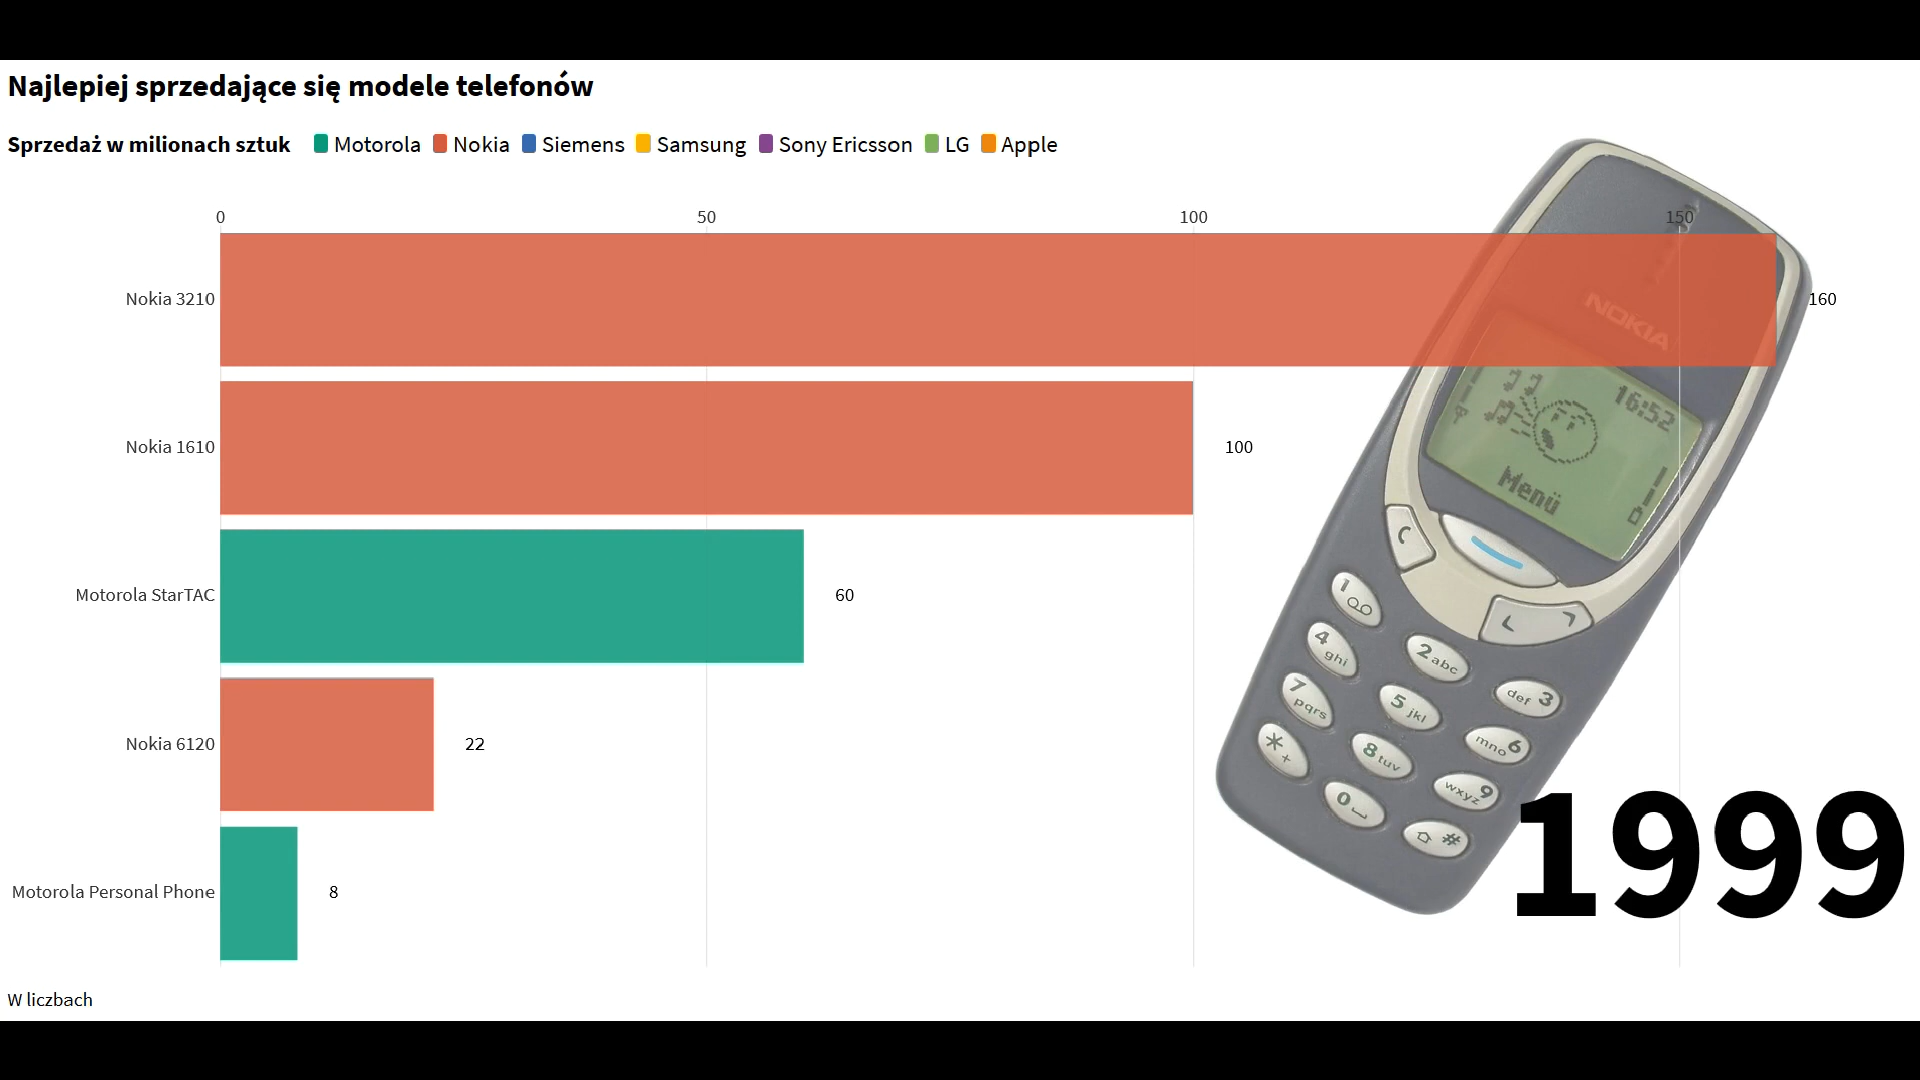 Najlepiej sprzedające się modele telefonów
Sprzedaż w milionach sztuk Motorola Nokia Siemens Samsung Sony Ericsson LG Apple
0 50 100 150
Nokia 3210 160
Nokia 1610 100
Motorola StarTAC 60
Nokia 6120 22
Motorola Personal Phone 8
NOKIA
16:52
Menü
1
4 ghi 2 abc
7 pqrs 5 jkl def 3
* + 8 tuv mno 6
0 wxyz 9
#
1999
W liczbach